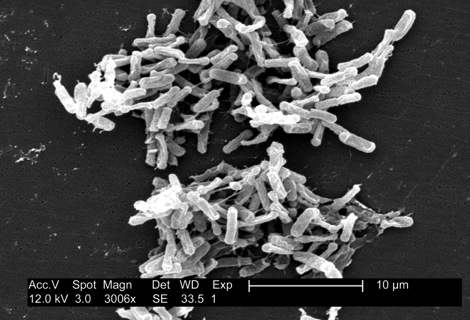 Acc.V Spot Magn Det WD Exp 10 µm
12.0 kV 3.0 3006x SE 33.5 1